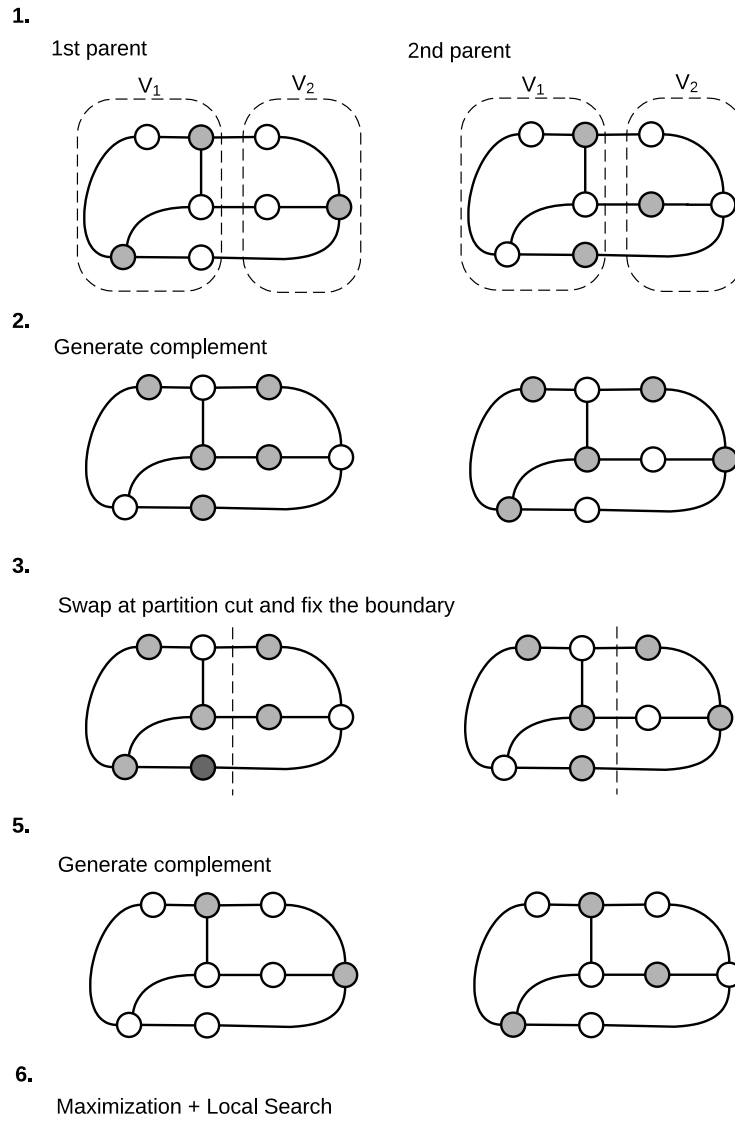 1.
1st parent
2nd parent
V1
V2
V1
V2
2.
Generate complement
3.
Swap at partition cut and fix the boundary
5.
Generate complement
6.
Maximization + Local Search